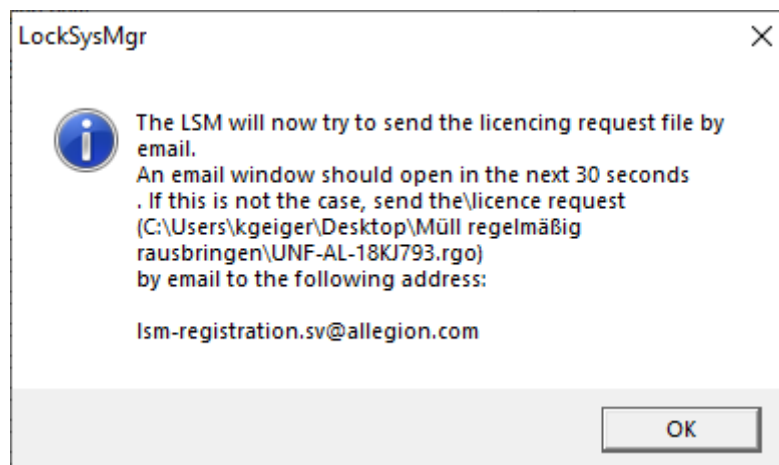 LockSysMgr
The LSM will now try to send the licencing request file by
email.
An email window should open in the next 30 seconds
. If this is not the case, send the\licence request
(C:\Users\kgeiger\Desktop\Müll regelmäßig
rausbringen\UNF-AL-18KJ793.rgo)
by email to the following address:
lsm-registration.sv@allegion.com
OK